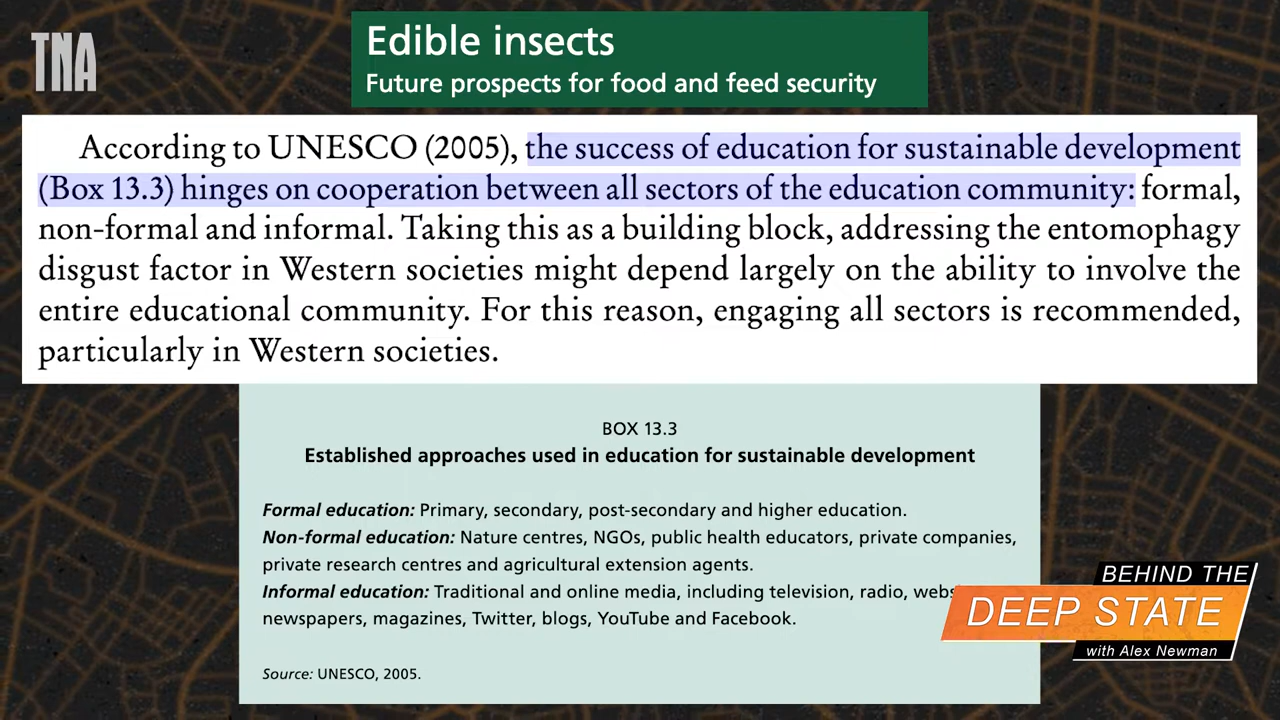 TNA
Edible insects
Future prospects for food and feed security
According to UNESCO (2005), the success of education for sustainable development
(Box 13.3) hinges on cooperation between all sectors of the education community: formal,
non-formal and informal. Taking this as a building block, addressing the entomophagy
disgust factor in Western societies might depend largely on the ability to involve the
entire educational community. For this reason, engaging all sectors is recommended,
particularly in Western societies.
BOX 13.3
Established approaches used in education for sustainable development
Formal education: Primary, secondary, post-secondary and higher education.
Non-formal education: Nature centres, NGOs, public health educators, private companies,
private research centres and agricultural extension agents.
Informal education: Traditional and online media, including television, radio,
newspapers, magazines, Twitter, blogs, YouTube and Facebook.
Source: UNESCO, 2005.
BEHIND THE
DEEP STATE
with Alex Newman